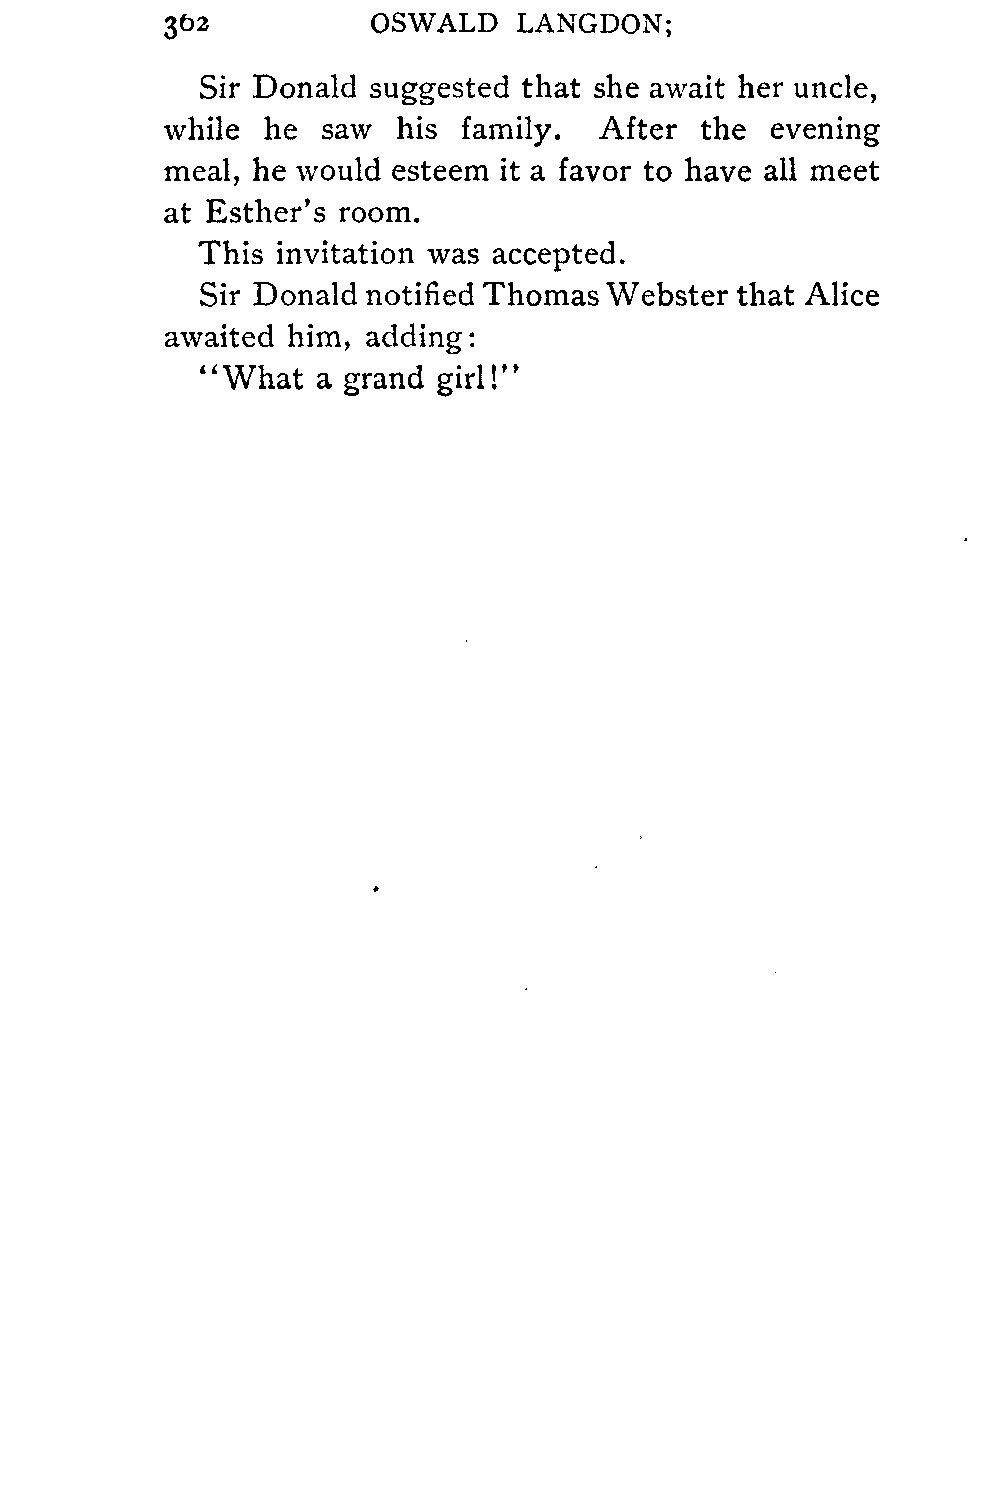 362 OSWALD LANGDON;
Sir Donald suggested that she await her uncle,
while he saw his family. After the evening
meal, he would esteem it a favor to have all meet
at Esther's room.
This invitation was accepted.
Sir Donald notified Thomas Webster that Alice
awaited him, adding:
"What a grand girl!"